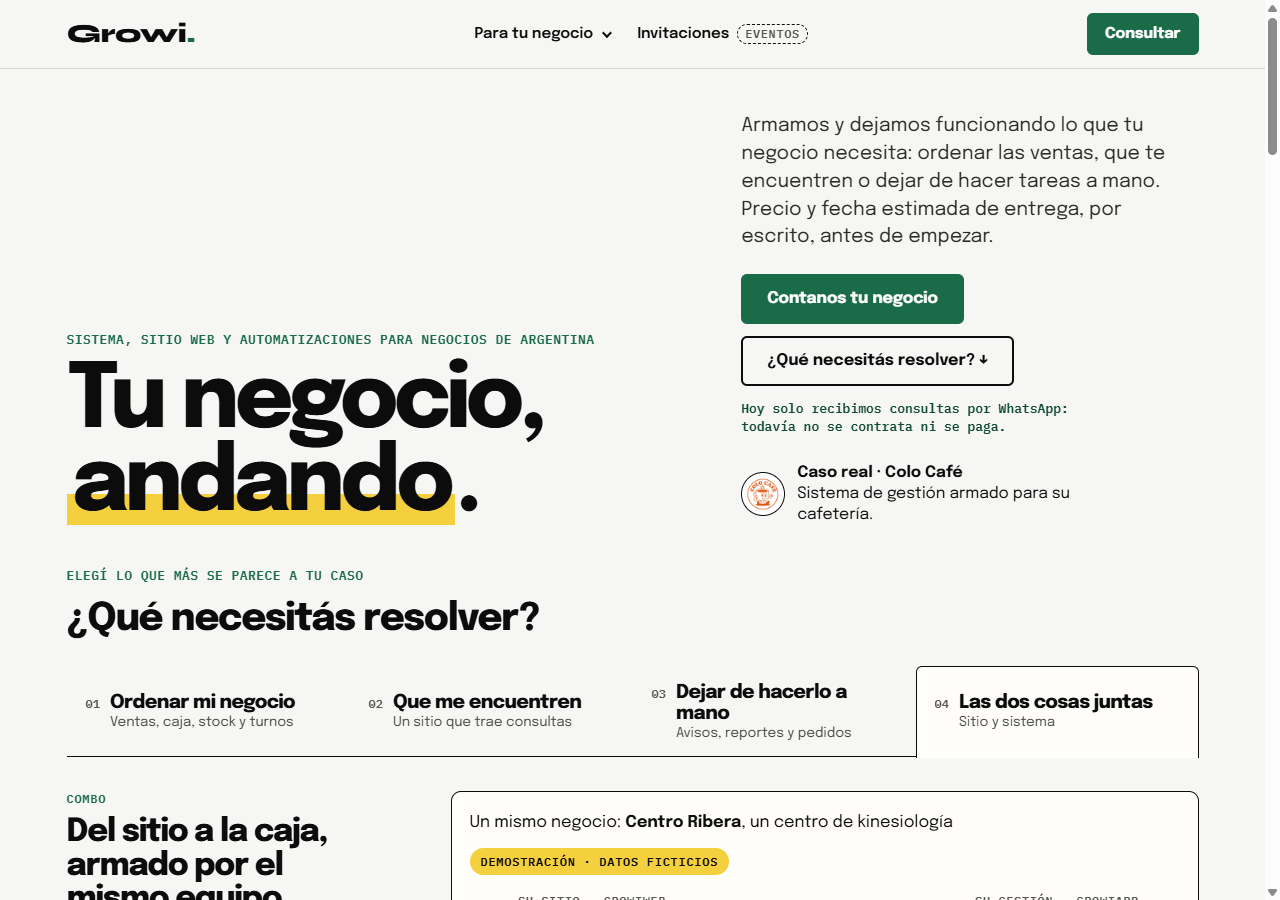 Growi.
Para tu negocio
Invitaciones EVENTOS
Consultar
Armamos y dejamos funcionando lo que tu
negocio necesita: ordenar las ventas, que te
encuentren o dejar de hacer tareas a mano.
Precio y fecha estimada de entrega, por
escrito, antes de empezar.
Contanos tu negocio
¿Qué necesitás resolver? ↓
Hoy solo recibimos consultas por WhatsApp:
todavía no se contrata ni se paga.
COLO CAFÉ
Caso real · Colo Café
Sistema de gestión armado para su
cafetería.
SISTEMA, SITIO WEB Y AUTOMATIZACIONES PARA NEGOCIOS DE ARGENTINA
Tu negocio,
andando.
ELEGÍ LO QUE MÁS SE PARECE A TU CASO
¿Qué necesitás resolver?
01 Ordenar mi negocio
Ventas, caja, stock y turnos
02 Que me encuentren
Un sitio que trae consultas
03 Dejar de hacerlo a
mano
Avisos, reportes y pedidos
04 Las dos cosas juntas
Sitio y sistema
COMBO
Del sitio a la caja,
armado por el
mismo equipo
Un mismo negocio: Centro Ribera, un centro de kinesiología
DEMOSTRACIÓN · DATOS FICTICIOS